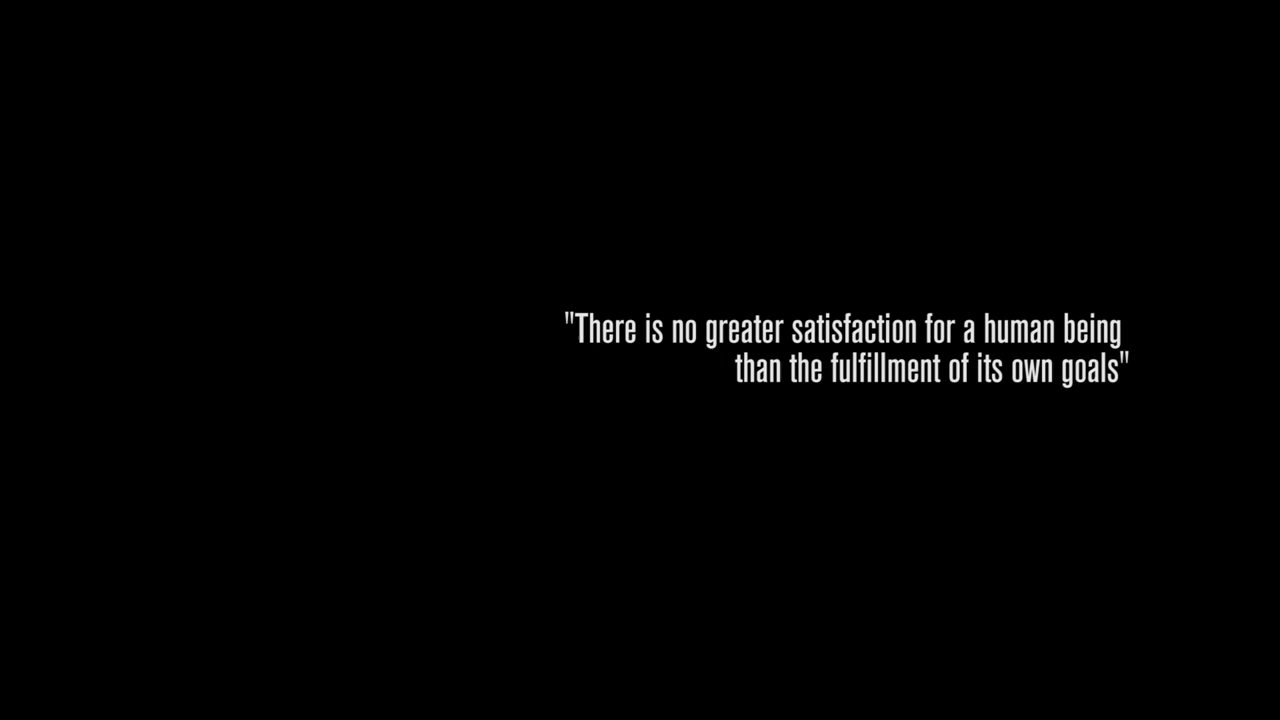 "There is no greater satisfaction for a human being
than the fulfillment of its own goals"